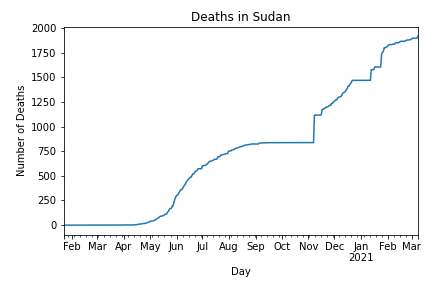 Deaths in Sudan
2000
1750
1500
1250
1000
750
500
250
0
Number of Deaths
Feb Mar Apr May Jun Jul Aug Sep Oct Nov Dec Jan Feb Mar
2021
Day